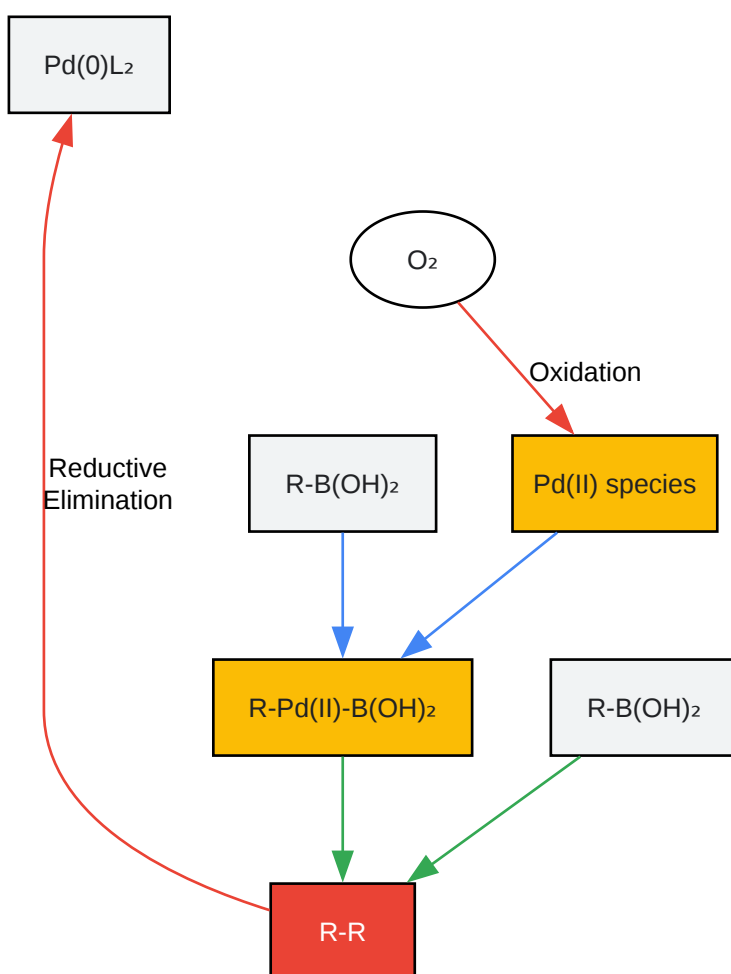 Pd(0)L₂
O₂
Oxidation
Reductive
Elimination
R-B(OH)₂
Pd(II) species
R-Pd(II)-B(OH)₂
R-B(OH)₂
R-R